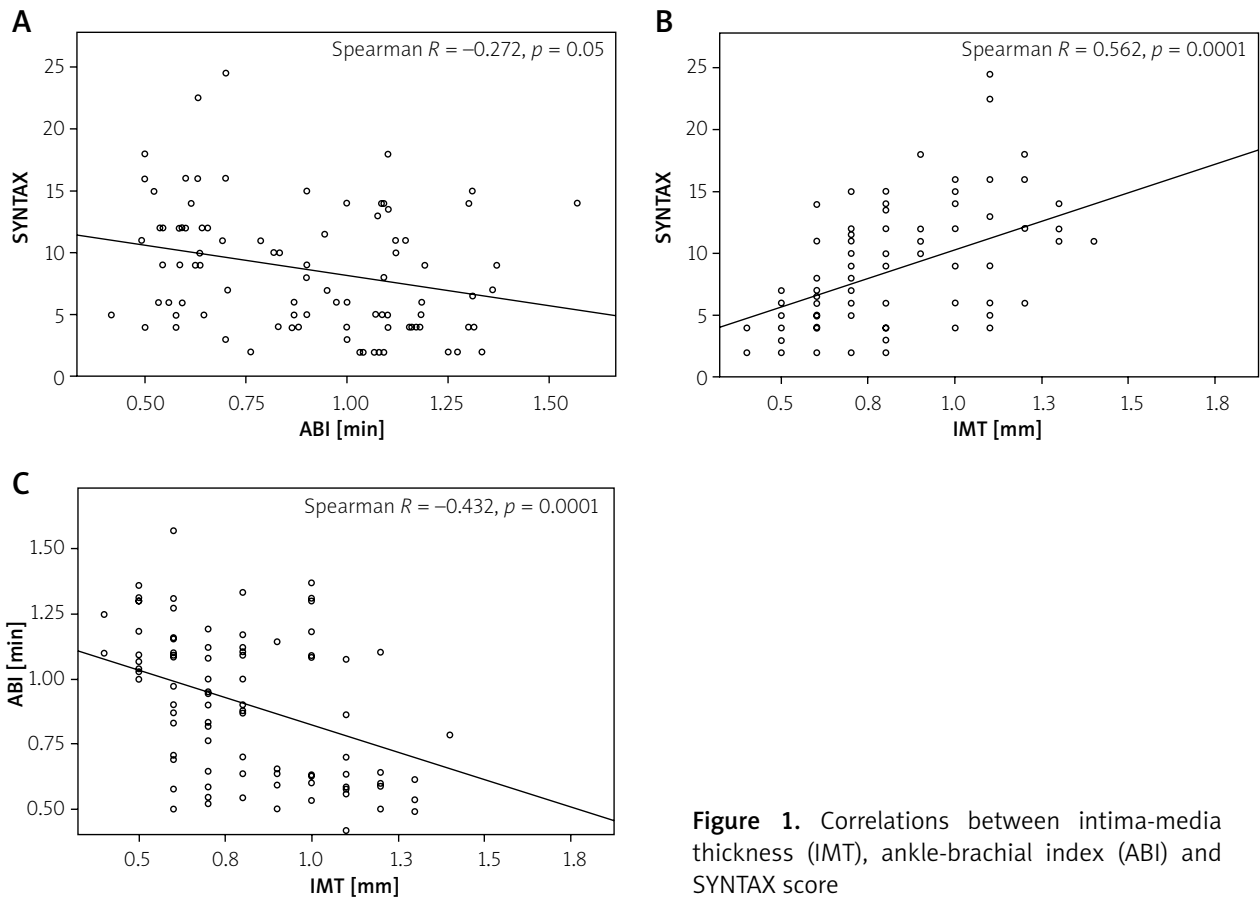 A
Spearman R = –0.272, p = 0.05
25
20
15
10
5
0
SYNTAX
0.50 0.75 1.00 1.25 1.50
ABI [min]
B
Spearman R = 0.562, p = 0.0001
25
20
15
10
5
0
SYNTAX
0.5 0.8 1.0 1.3 1.5 1.8
IMT [mm]
C
Spearman R = –0.432, p = 0.0001
1.50
1.25
1.00
0.75
0.50
ABI [min]
0.5 0.8 1.0 1.3 1.5 1.8
IMT [mm]
Figure 1. Correlations between intima-media
thickness (IMT), ankle-brachial index (ABI) and
SYNTAX score